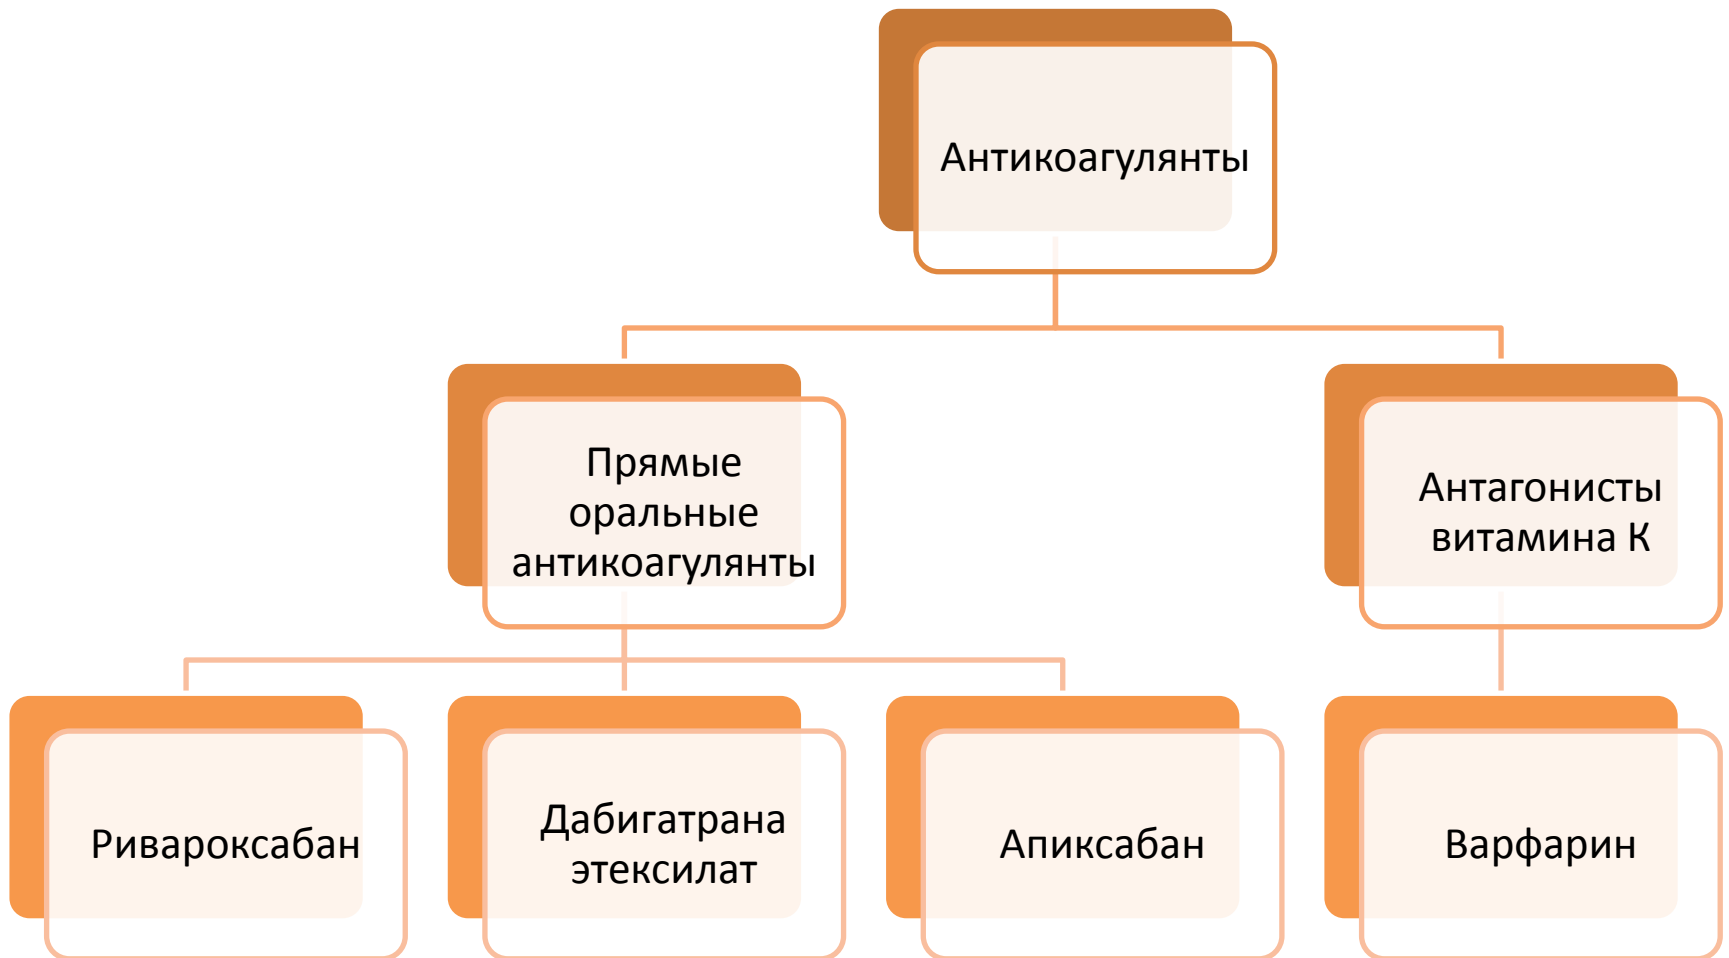 Антикоагулянты
Прямые
оральные
антикоагулянты
Антагонисты
витамина К
Ривароксабан
Дабигатрана
этексилат
Апиксабан
Варфарин